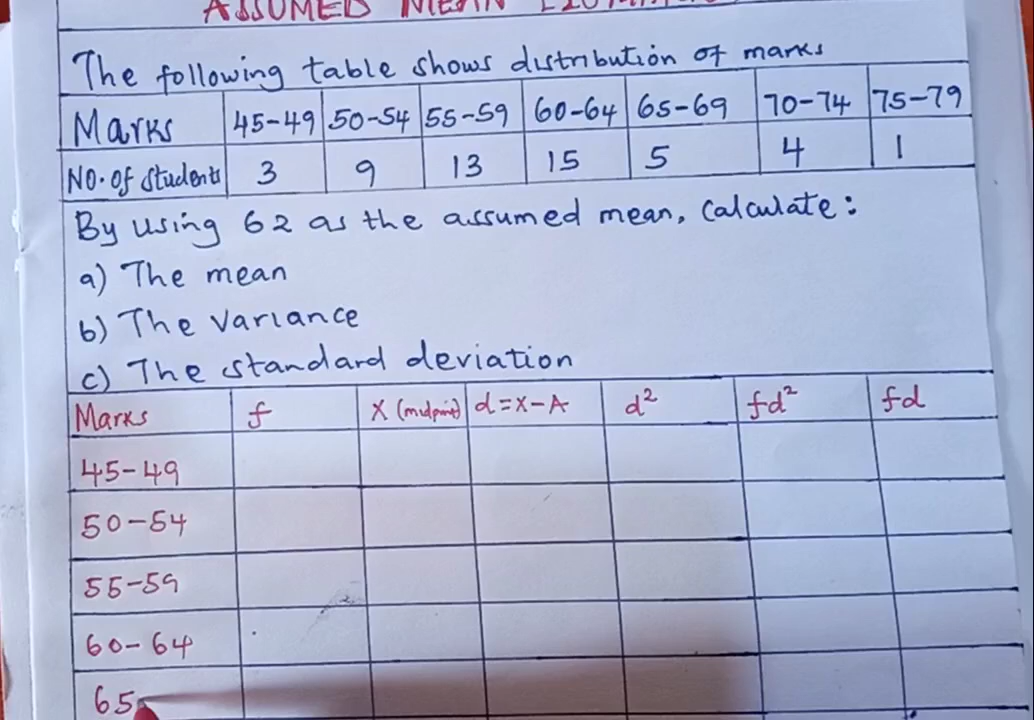 ASSUMED MEAN
The following table shows distribution of marks
Marks 45-49 50-54 55-59 60-64 65-69 70-74 75-79
No. of students 3 9 13 15 5 4 1
By using 62 as the assumed mean, Calculate:
a) The mean
b) The variance
c) The standard deviation
Marks f X (midpoint) d=X-A d² fd² fd
45-49
50-54
55-59
60-64
65